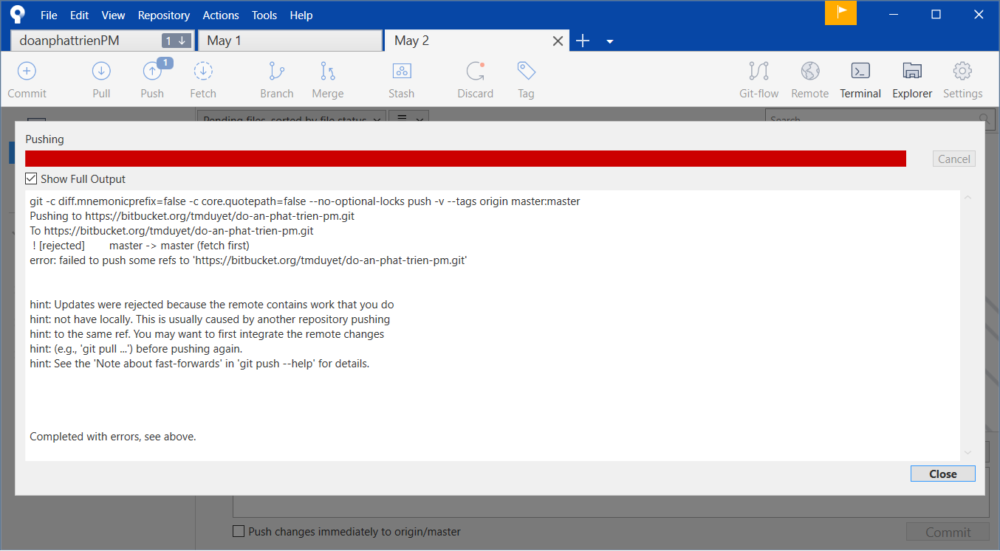 File Edit View Repository Actions Tools Help
doanphattrienPM 1 ↓ May 1 May 2
1
Commit Pull Push Fetch Branch Merge Stash Discard Tag Git-flow Remote Terminal Explorer Settings
Pending files, sorted by file status Search
Pushing
Cancel
Show Full Output
git -c diff.mnemonicprefix=false -c core.quotepath=false --no-optional-locks push -v --tags origin master:master
Pushing to https://bitbucket.org/tmduyet/do-an-phat-trien-pm.git
To https://bitbucket.org/tmduyet/do-an-phat-trien-pm.git
! [rejected] master -> master (fetch first)
error: failed to push some refs to 'https://bitbucket.org/tmduyet/do-an-phat-trien-pm.git'
hint: Updates were rejected because the remote contains work that you do
hint: not have locally. This is usually caused by another repository pushing
hint: to the same ref. You may want to first integrate the remote changes
hint: (e.g., 'git pull ...') before pushing again.
hint: See the 'Note about fast-forwards' in 'git push --help' for details.
Completed with errors, see above.
Close
Push changes immediately to origin/master
Commit